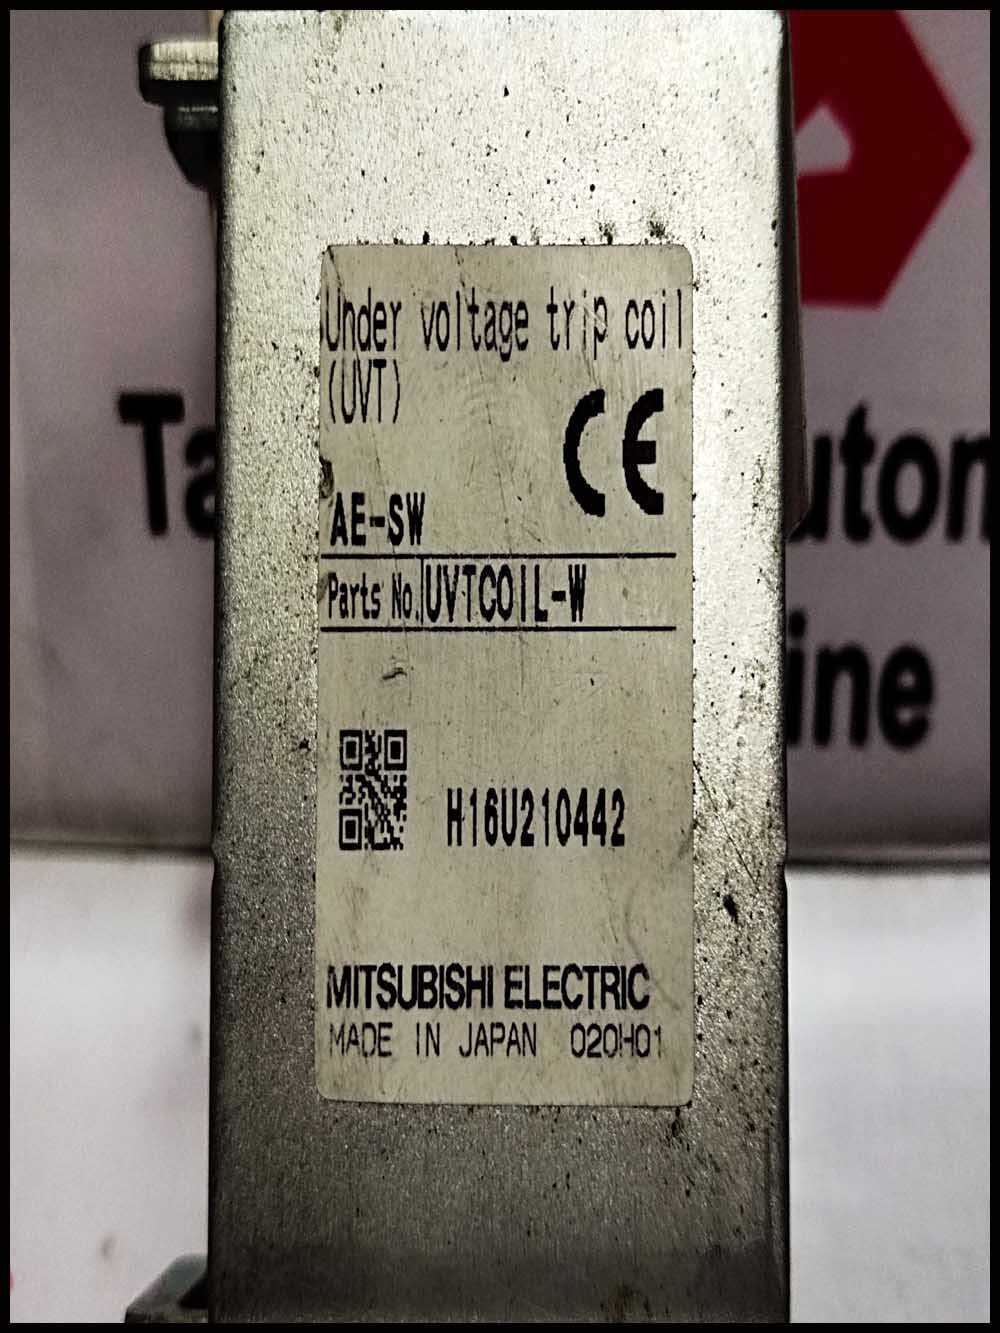 Under voltage trip coil
(UVT)
CE
AE-SW
Parts No. UVTCOIL-W
H16U210442
MITSUBISHI ELECTRIC
MADE IN JAPAN 020H01